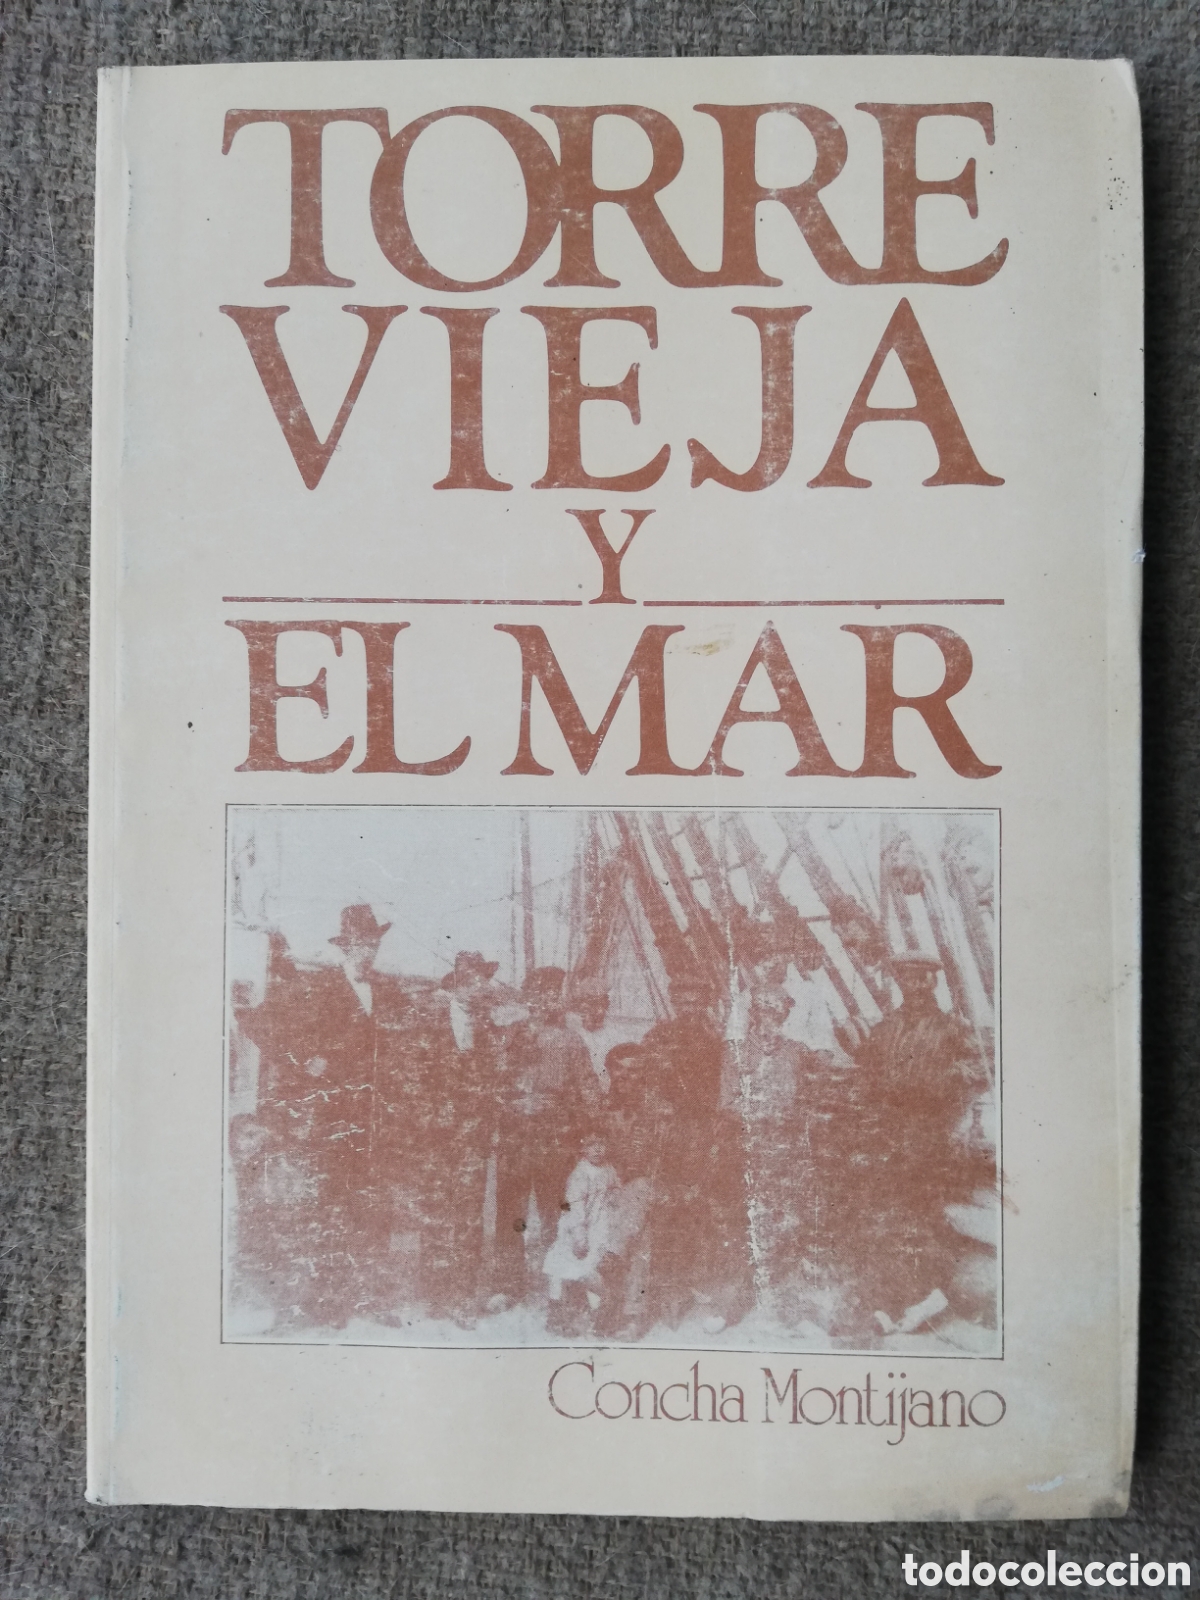 TORRE
VIEJA
Y
EL MAR
Concha Montijano
todocoleccion